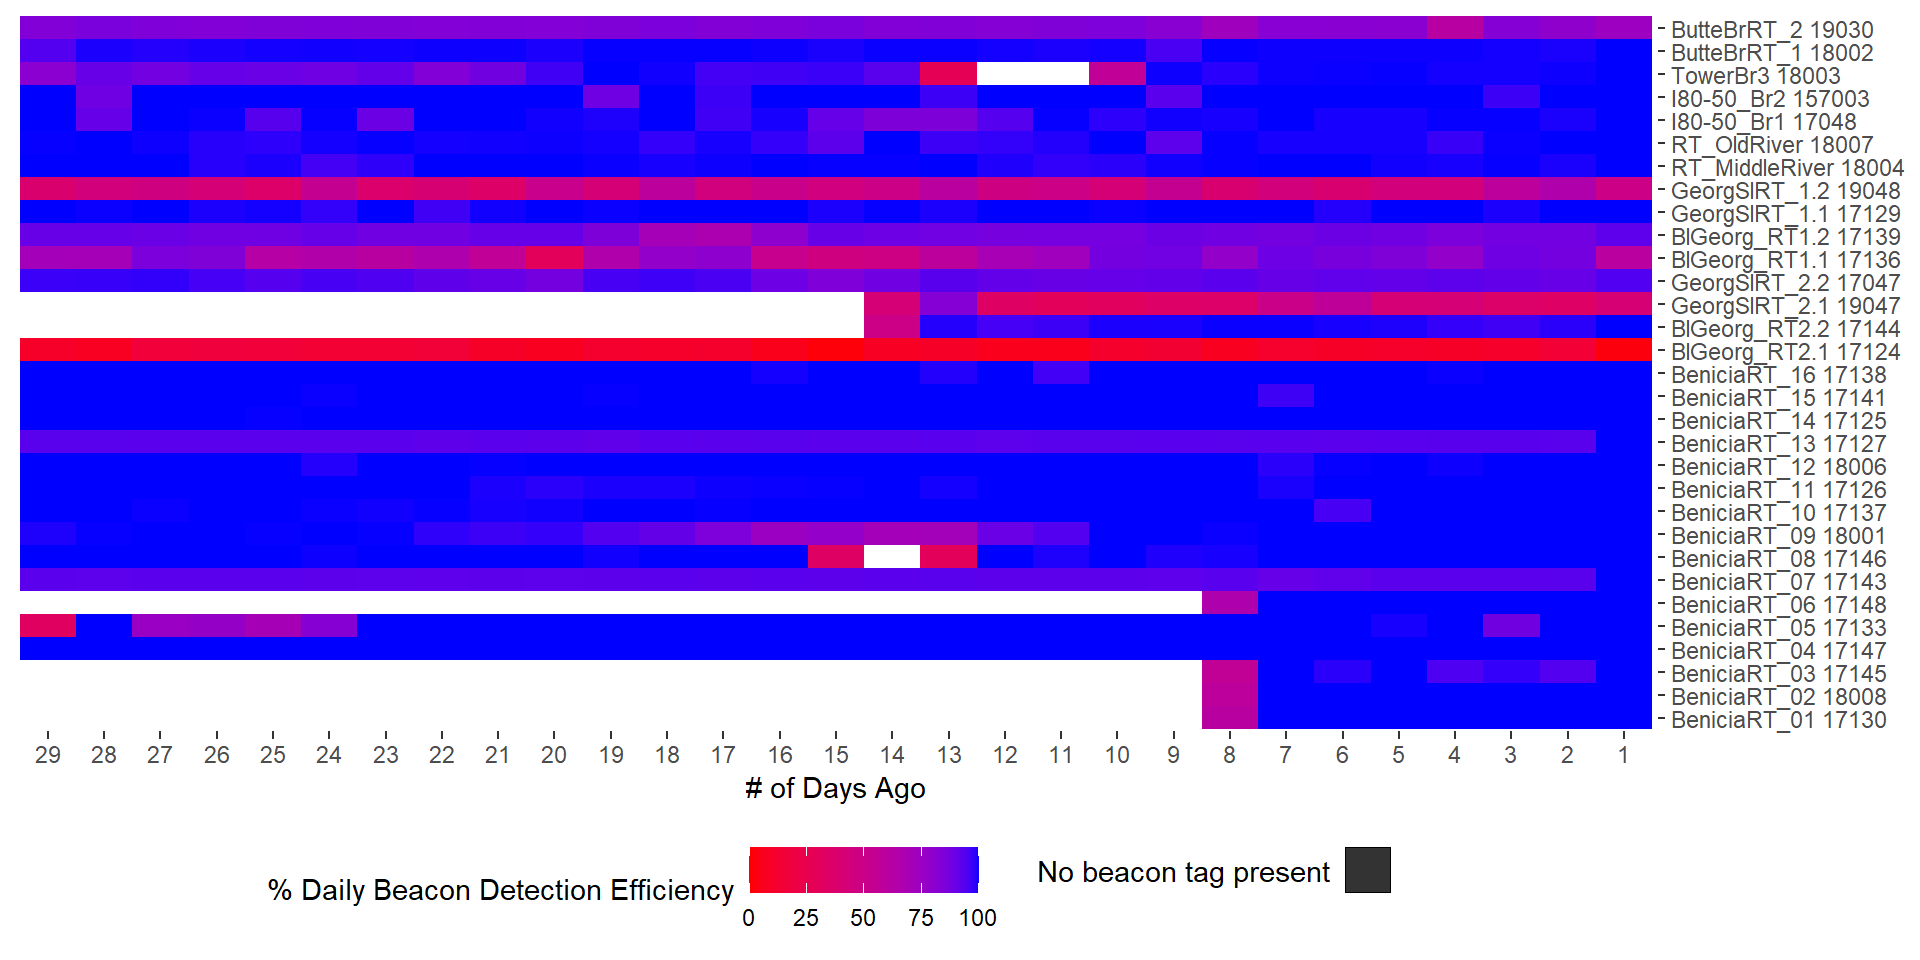 ButteBrRT_2 19030
ButteBrRT_1 18002
TowerBr3 18003
I80-50_Br2 157003
I80-50_Br1 17048
RT_OldRiver 18007
RT_MiddleRiver 18004
GeorgSlRT_1.2 19048
GeorgSlRT_1.1 17129
BlGeorg_RT1.2 17139
BlGeorg_RT1.1 17136
GeorgSlRT_2.2 17047
GeorgSlRT_2.1 19047
BlGeorg_RT2.2 17144
BlGeorg_RT2.1 17124
BeniciaRT_16 17138
BeniciaRT_15 17141
BeniciaRT_14 17125
BeniciaRT_13 17127
BeniciaRT_12 18006
BeniciaRT_11 17126
BeniciaRT_10 17137
BeniciaRT_09 18001
BeniciaRT_08 17146
BeniciaRT_07 17143
BeniciaRT_06 17148
BeniciaRT_05 17133
BeniciaRT_04 17147
BeniciaRT_03 17145
BeniciaRT_02 18008
BeniciaRT_01 17130
29 28 27 26 25 24 23 22 21 20 19 18 17 16 15 14 13 12 11 10 9 8 7 6 5 4 3 2 1
# of Days Ago
% Daily Beacon Detection Efficiency
0 25 50 75 100
No beacon tag present